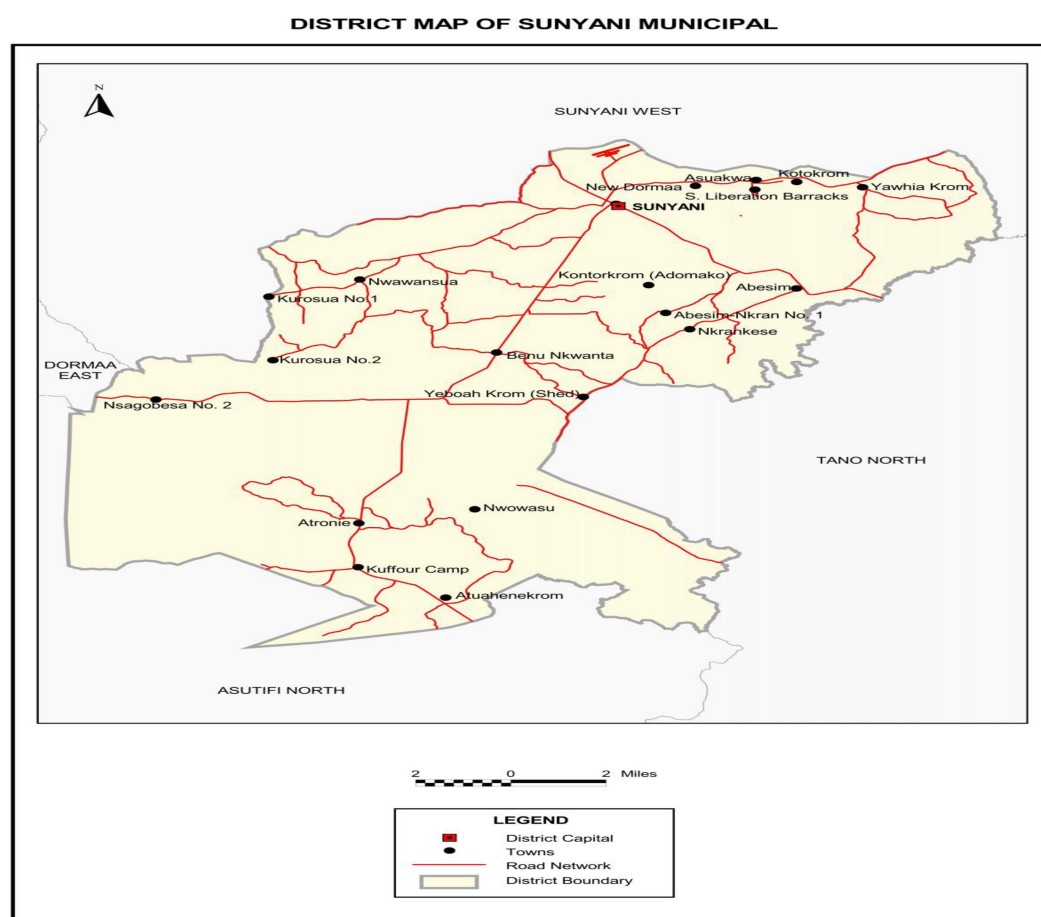 DISTRICT MAP OF SUNYANI MUNICIPAL
N
SUNYANI WEST
Asuakwa
Kotokrom
New Dormaa
S. Liberation Barracks
Yawhia Krom
SUNYANI
Kontorkrom (Adomako)
Nwawansua
Abesim
Kurosua No.1
Abesim-Nkran No. 1
Nkrankese
Benu Nkwanta
Kurosua No.2
DORMAA
EAST
Yeboah Krom (Shed)
Nsagobesa No. 2
TANO NORTH
Nwowasu
Atronie
Kuffour Camp
Atuahenekrom
ASUTIFI NORTH
2 0 2 Miles
LEGEND
District Capital
Towns
Road Network
District Boundary